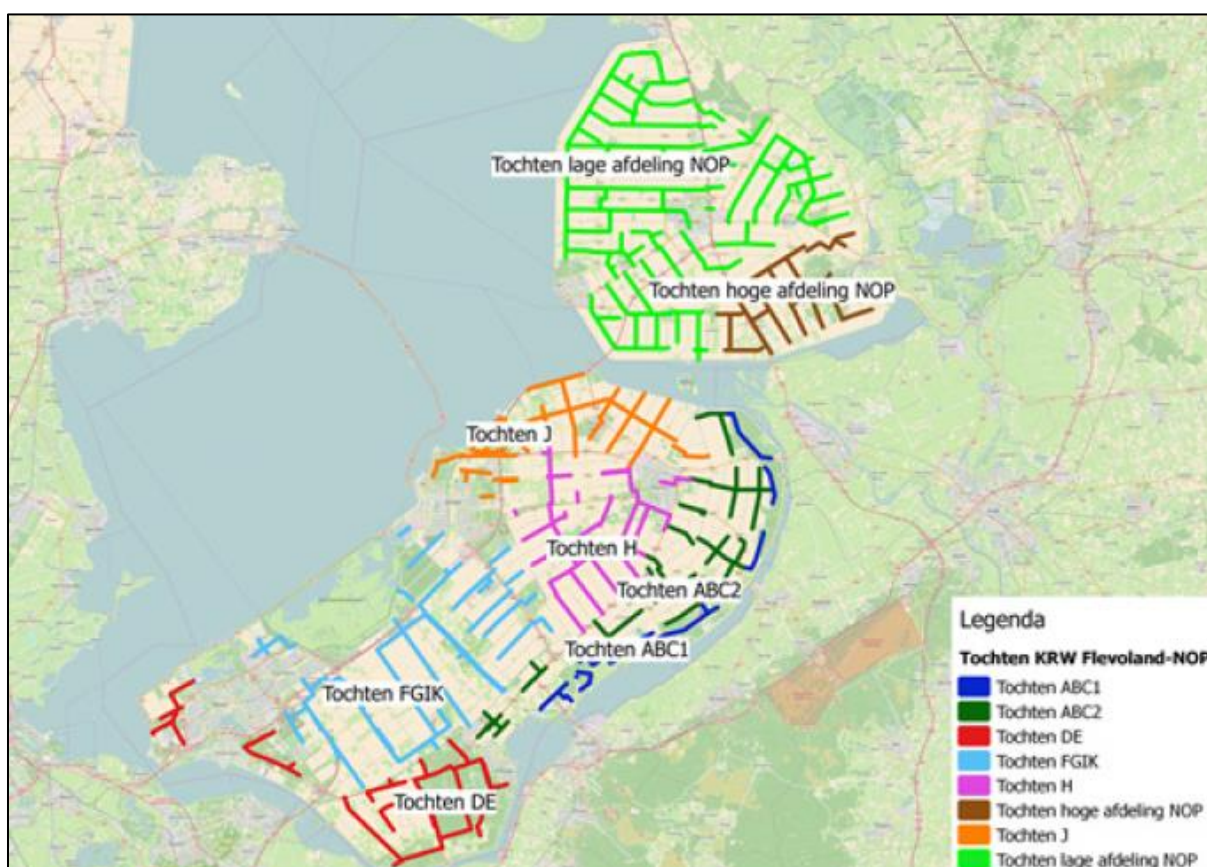 Tochten lage afdeling NOP
Tochten hoge afdeling NOP
Tochten J
Tochten H
Tochten ABC2
Tochten ABC1
Tochten FGIK
Tochten DE
Legenda
Tochten KRW Flevoland-NOP
Tochten ABC1
Tochten ABC2
Tochten DE
Tochten FGIK
Tochten H
Tochten hoge afdeling NOP
Tochten J
Tochten lage afdeling NOP